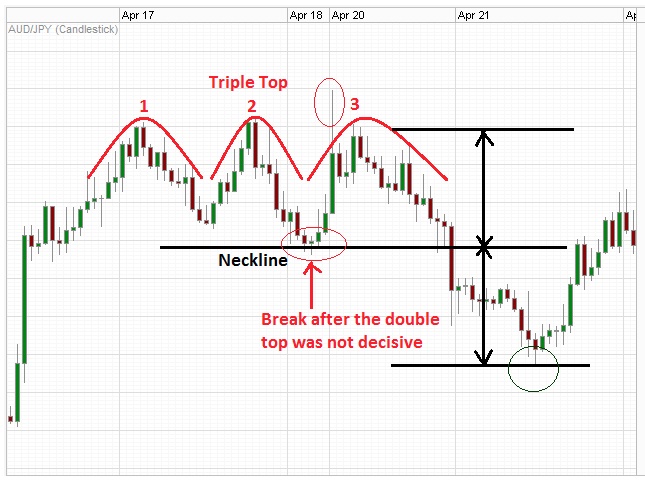 Apr 17
Apr 18
Apr 20
Apr 21
Ap
AUD/JPY (Candlestick)
Triple Top
1
2
3
Neckline
Break after the double
top was not decisive